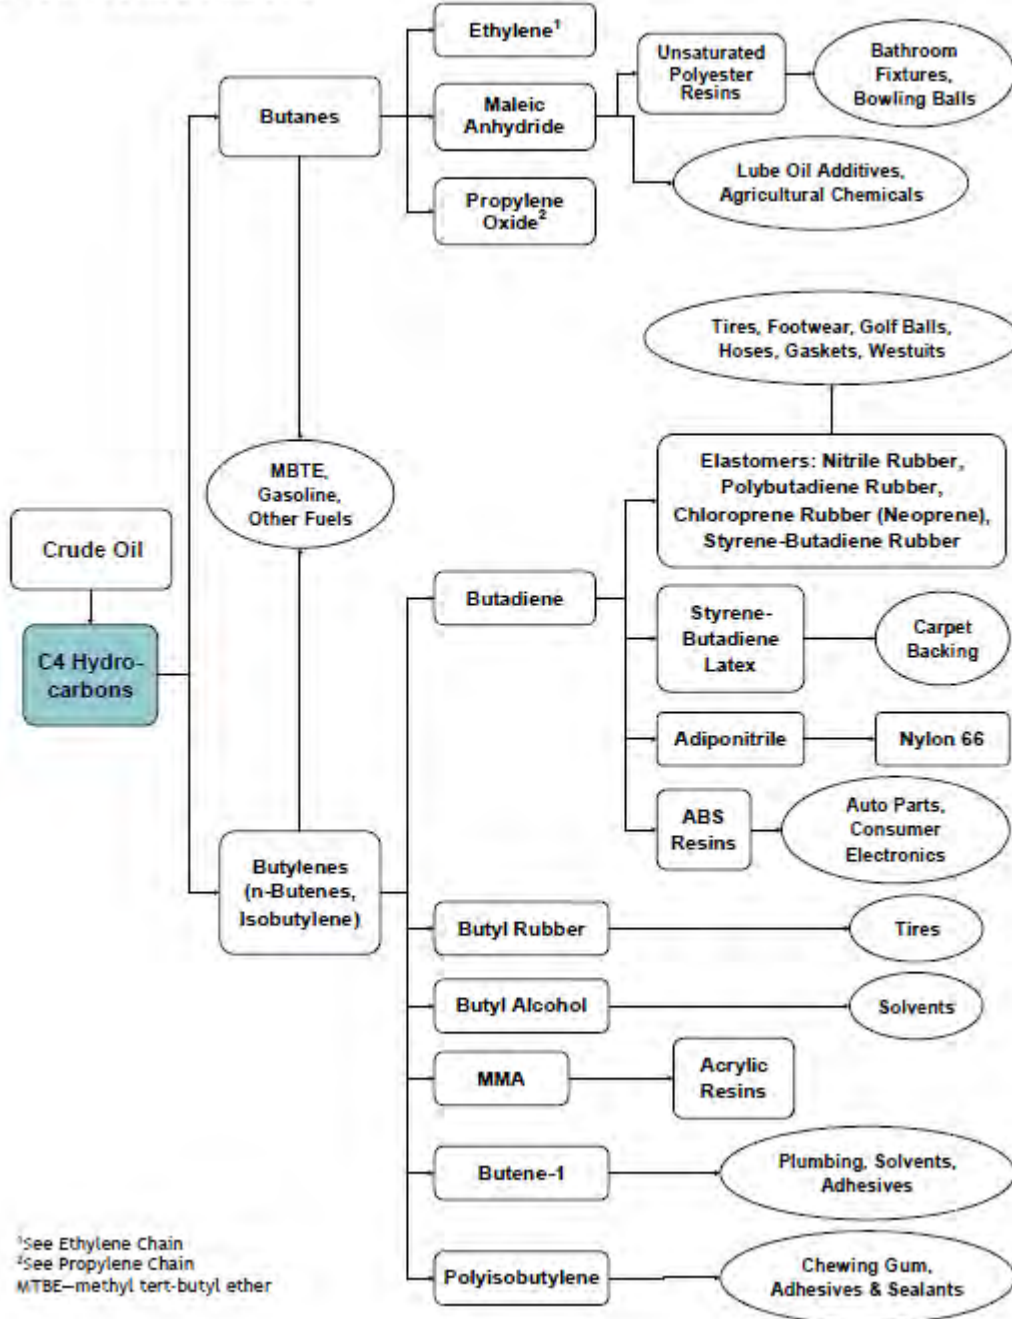 Ethylene1
Unsaturated
Polyester
Resins
Bathroom
Fixtures,
Bowling Balls
Butanes
Maleic
Anhydride
Lube Oil Additives,
Agricultural Chemicals
Propylene
Oxide2
Tires, Footwear, Golf Balls,
Hoses, Gaskets, Westuits
MBTE,
Gasoline,
Other Fuels
Elastomers: Nitrile Rubber,
Polybutadiene Rubber,
Chloroprene Rubber (Neoprene),
Styrene-Butadiene Rubber
Crude Oil
C4 Hydro-
carbons
Butadiene
Styrene-
Butadiene
Latex
Carpet
Backing
Adiponitrile
Nylon 66
ABS
Resins
Auto Parts,
Consumer
Electronics
Butylenes
(n-Butenes,
Isobutylene)
Butyl Rubber
Tires
Butyl Alcohol
Solvents
MMA
Acrylic
Resins
Butene-1
Plumbing, Solvents,
Adhesives
Polyisobutylene
Chewing Gum,
Adhesives & Sealants
1See Ethylene Chain
2See Propylene Chain
MTBE—methyl tert-butyl ether